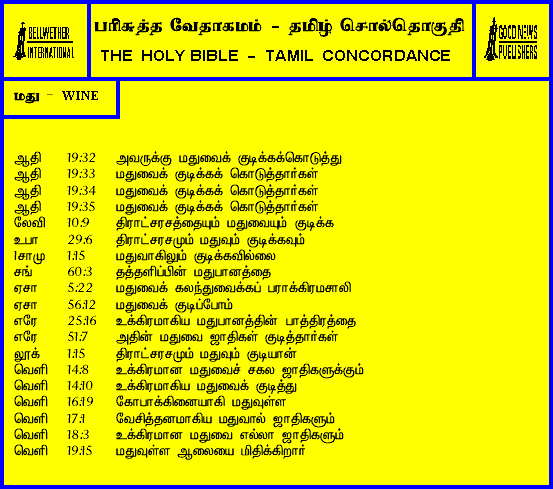 BELLWETHER
INTERNATIONAL
பரிசுத்த வேதாகமம் - தமிழ் சொல்தொகுதி
THE HOLY BIBLE - TAMIL CONCORDANCE
GOOD NEWS
PUBLISHERS
மது - WINE
ஆதி 19:32 அவருக்கு மதுவைக் குடிக்கக்கொடுத்து
ஆதி 19:33 மதுவைக் குடிக்கக் கொடுத்தார்கள்
ஆதி 19:34 மதுவைக் குடிக்கக் கொடுத்தார்கள்
ஆதி 19:35 மதுவைக் குடிக்கக் கொடுத்தார்கள்
லேவி 10:9 திராட்சரசத்தையும் மதுவையும் குடிக்க
உபா 29:6 திராட்சரசமும் மதுவும் குடிக்கவும்
1சாமு 1:15 மதுவாகிலும் குடிக்கவில்லை
சங் 60:3 தத்தளிப்பின் மதுபானத்தை
ஏசா 5:22 மதுவைக் கலந்துவைக்கப் பராக்கிரமசாலி
ஏசா 56:12 மதுவைக் குடிப்போம்
எரே 25:16 உக்கிரமாகிய மதுபானத்தின் பாத்திரத்தை
எரே 51:7 அதின் மதுவை ஜாதிகள் குடித்தார்கள்
லூக் 1:15 திராட்சரசமும் மதுவும் குடியான்
வெளி 14:8 உக்கிரமான மதுவைச் சகல ஜாதிகளுக்கும்
வெளி 14:10 உக்கிரமாகிய மதுவைக் குடித்து
வெளி 16:19 கோபாக்கினையாகி மதுவுள்ள
வெளி 17:1 வேசித்தனமாகிய மதுவால் ஜாதிகளும்
வெளி 18:3 உக்கிரமான மதுவை எல்லா ஜாதிகளும்
வெளி 19:15 மதுவுள்ள ஆலையை மிதிக்கிறார்